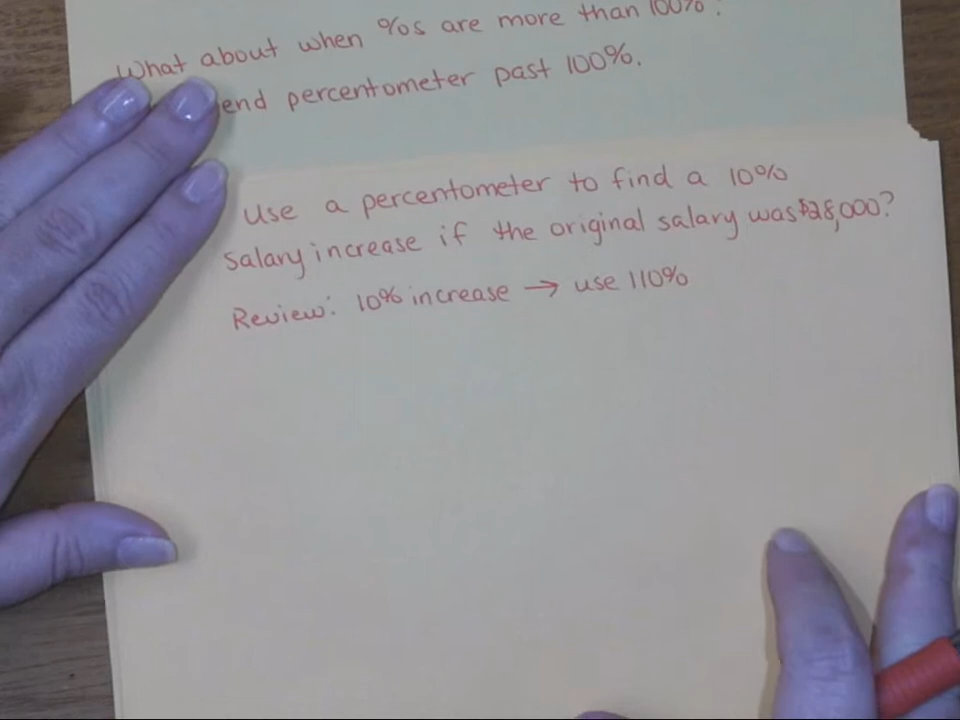 What about when %s are more than 100%?
end percentometer past 100%.
Use a percentometer to find a 10%
salary increase if the original salary was $28,000?
Review: 10% increase → use 110%